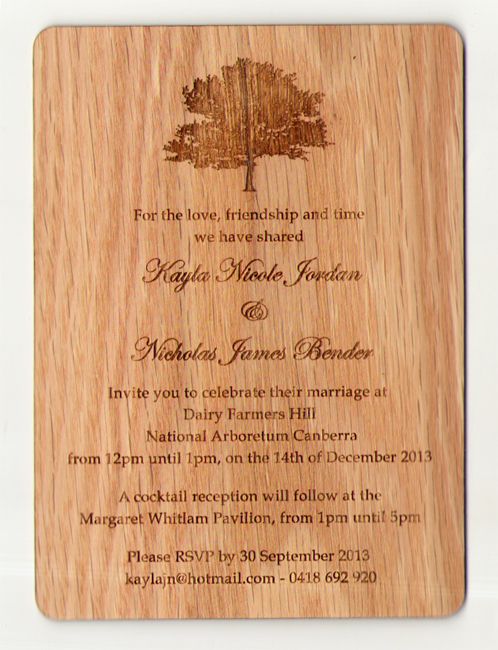 For the love, friendship and time
we have shared
Kayla Nicole Jordan
&
Nicholas James Bender
Invite you to celebrate their marriage at
Dairy Farmers Hill
National Arboretum Canberra
from 12pm until 1pm, on the 14th of December 2013
A cocktail reception will follow at the
Margaret Whitlam Pavilion, from 1pm until 5pm
Please RSVP by 30 September 2013
kaylajn@hotmail.com - 0418 692 920